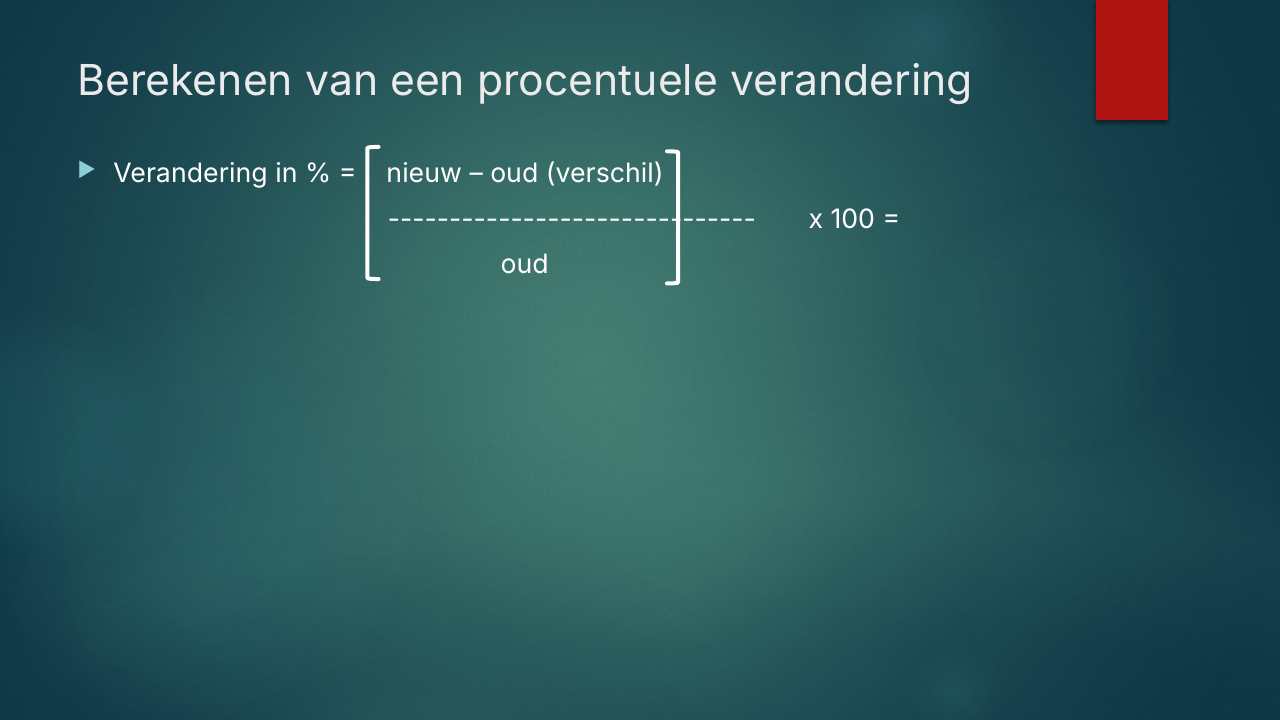 Berekenen van een procentuele verandering
Verandering in % = nieuw – oud (verschil)
------------------------------ x 100 =
oud